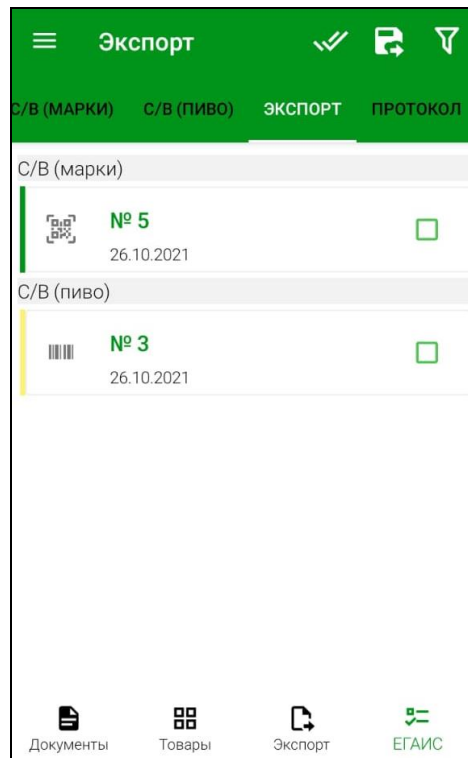 Экспорт
С/В (МАРКИ) С/В (ПИВО) ЭКСПОРТ ПРОТОКОЛ
С/В (марки)
№ 5
26.10.2021
С/В (пиво)
№ 3
26.10.2021
Документы Товары Экспорт ЕГАИС